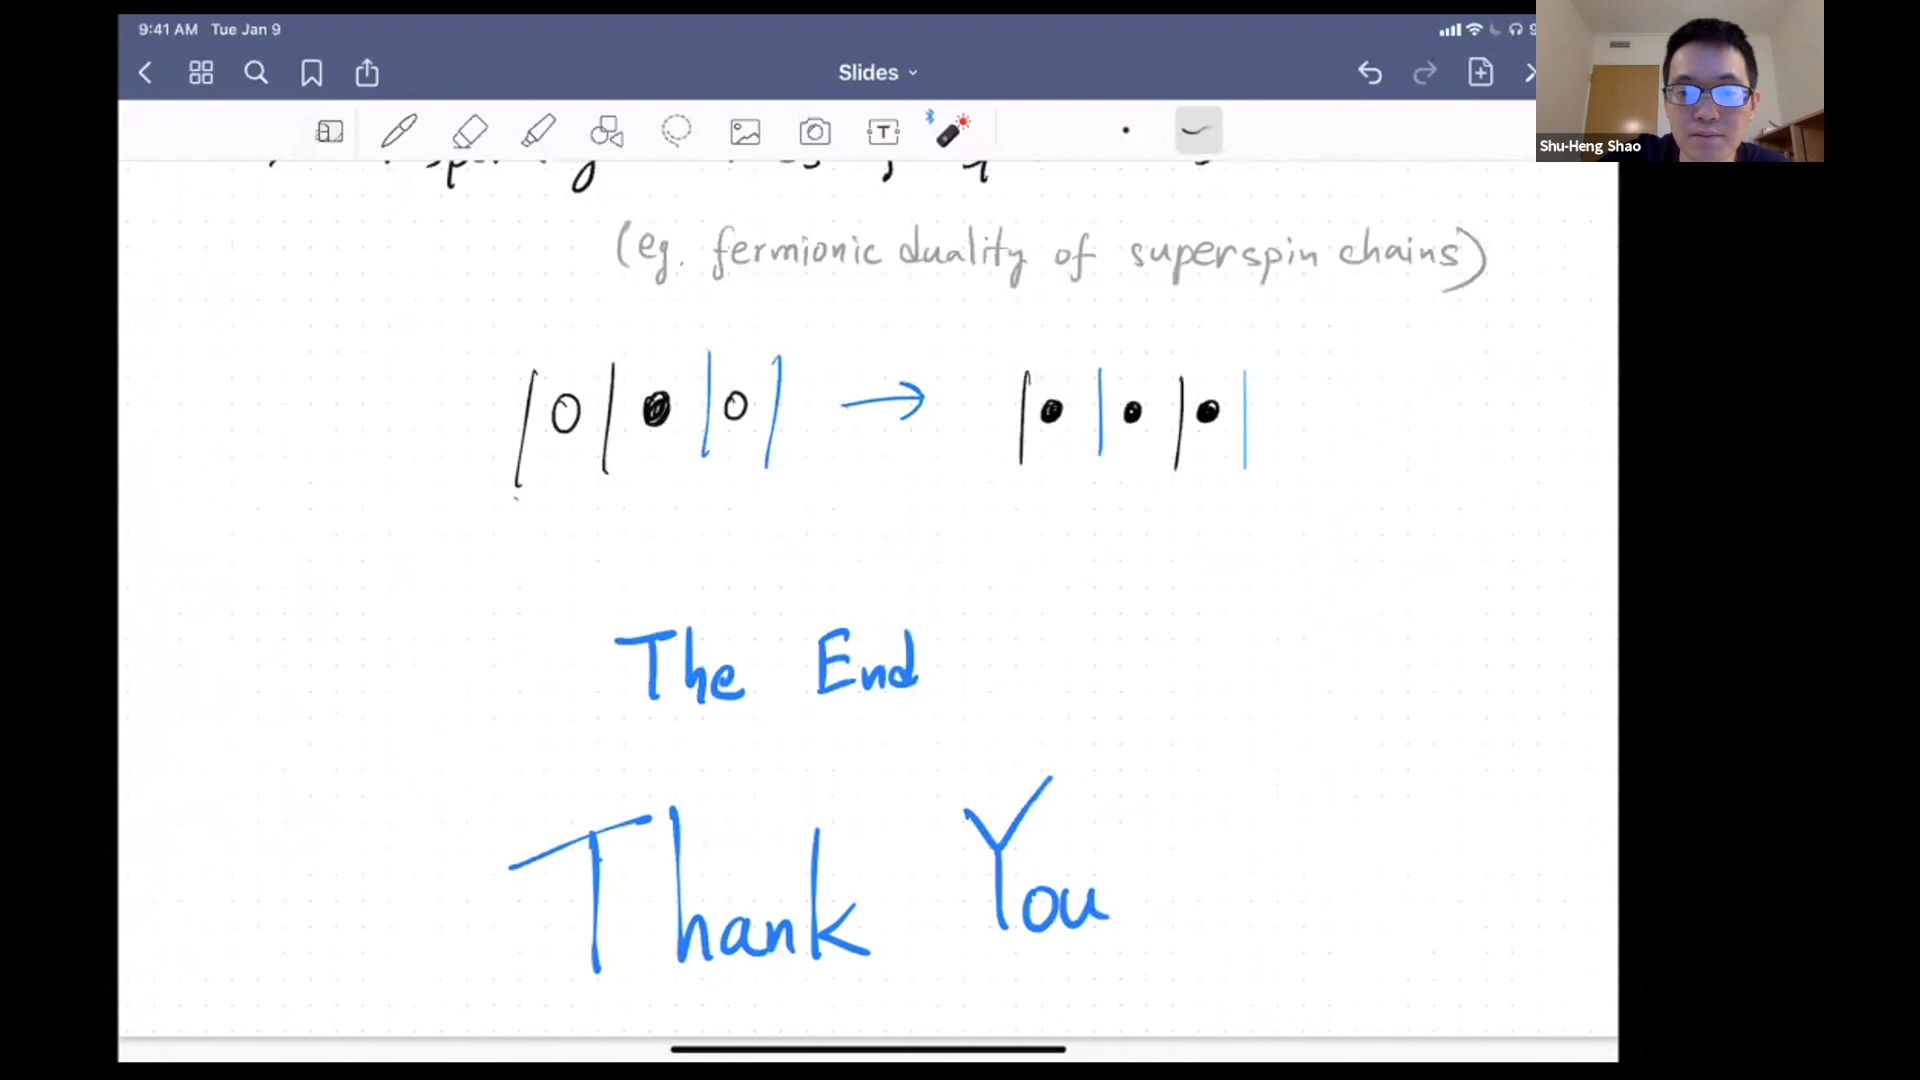 9:41 AM Tue Jan 9
Slides
T
Shu-Heng Shao
(eg. fermionic duality of superspin chains)
The End
Thank You